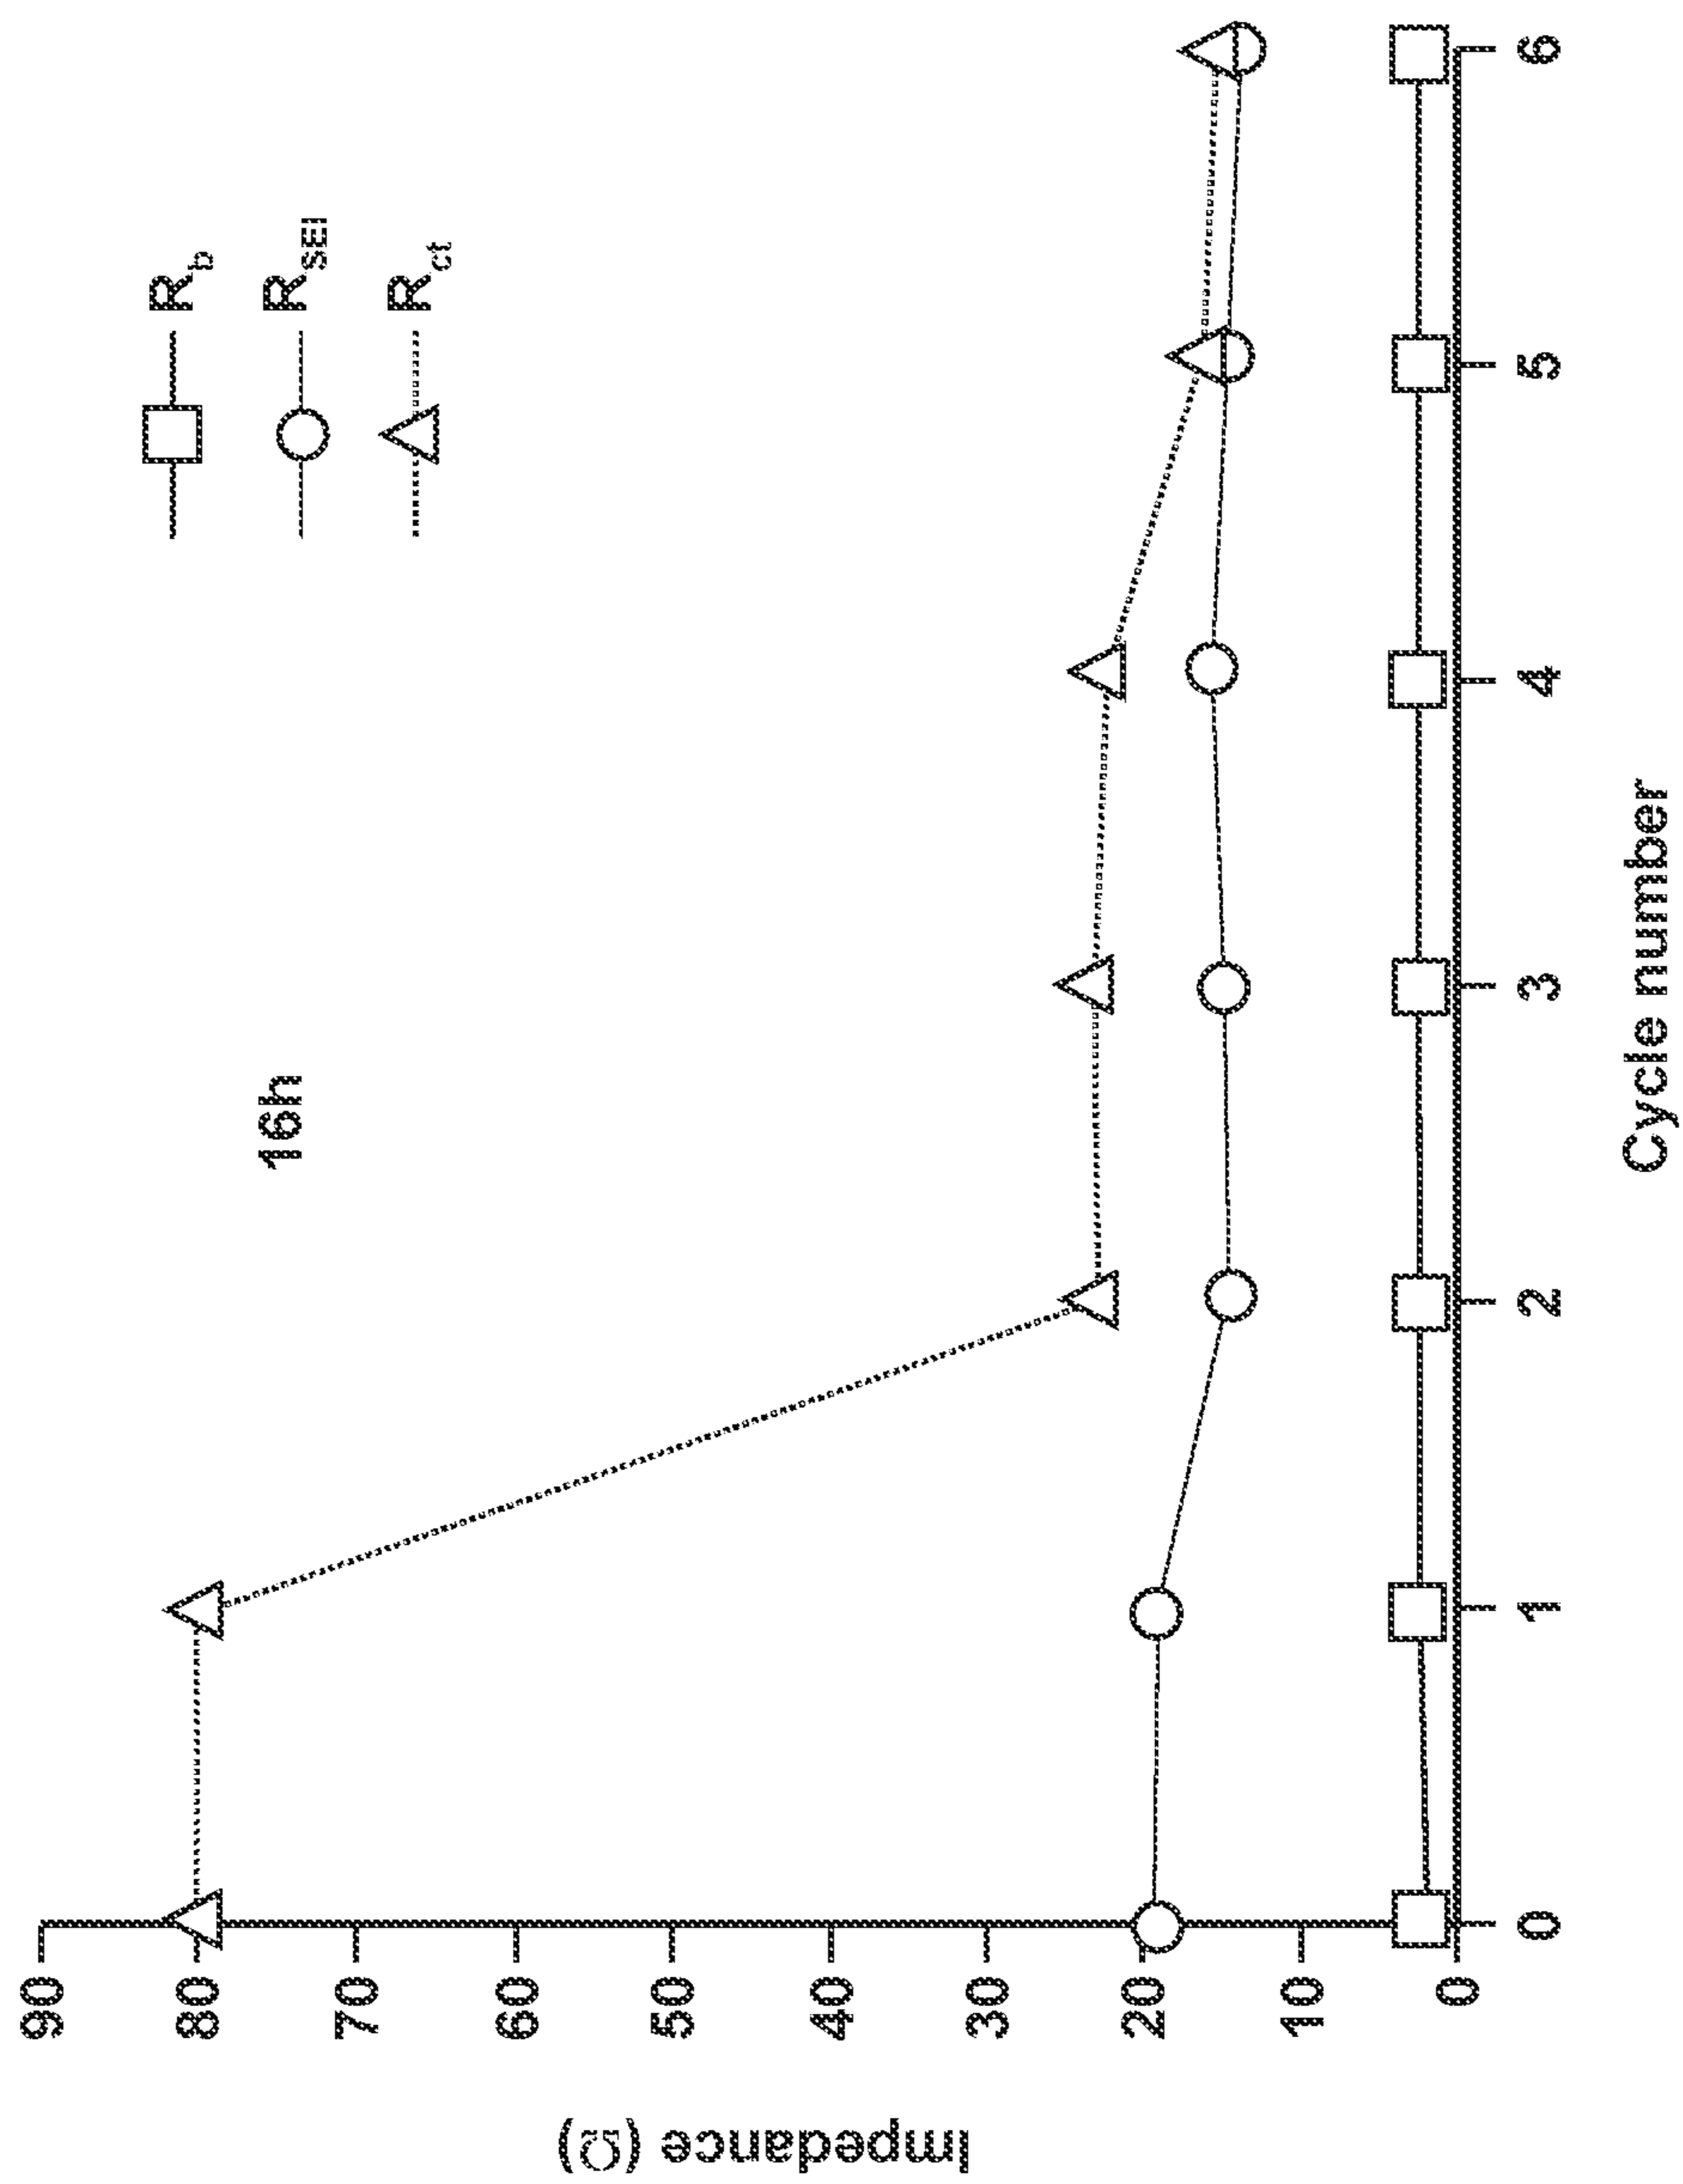 Impedance (Ω)
90
80
70
60
50
40
30
20
10
0
16h
R_b
R_SEI
R_ct
0 1 2 3 4 5 6
Cycle number